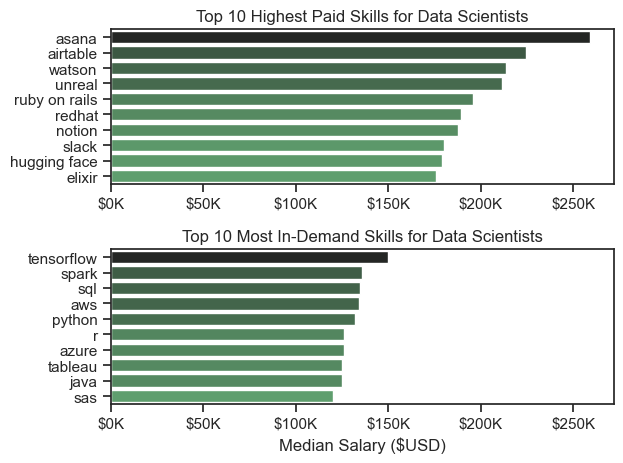 Top 10 Highest Paid Skills for Data Scientists
asana
airtable
watson
unreal
ruby on rails
redhat
notion
slack
hugging face
elixir
$0K $50K $100K $150K $200K $250K
Top 10 Most In-Demand Skills for Data Scientists
tensorflow
spark
sql
aws
python
r
azure
tableau
java
sas
$0K $50K $100K $150K $200K $250K
Median Salary ($USD)